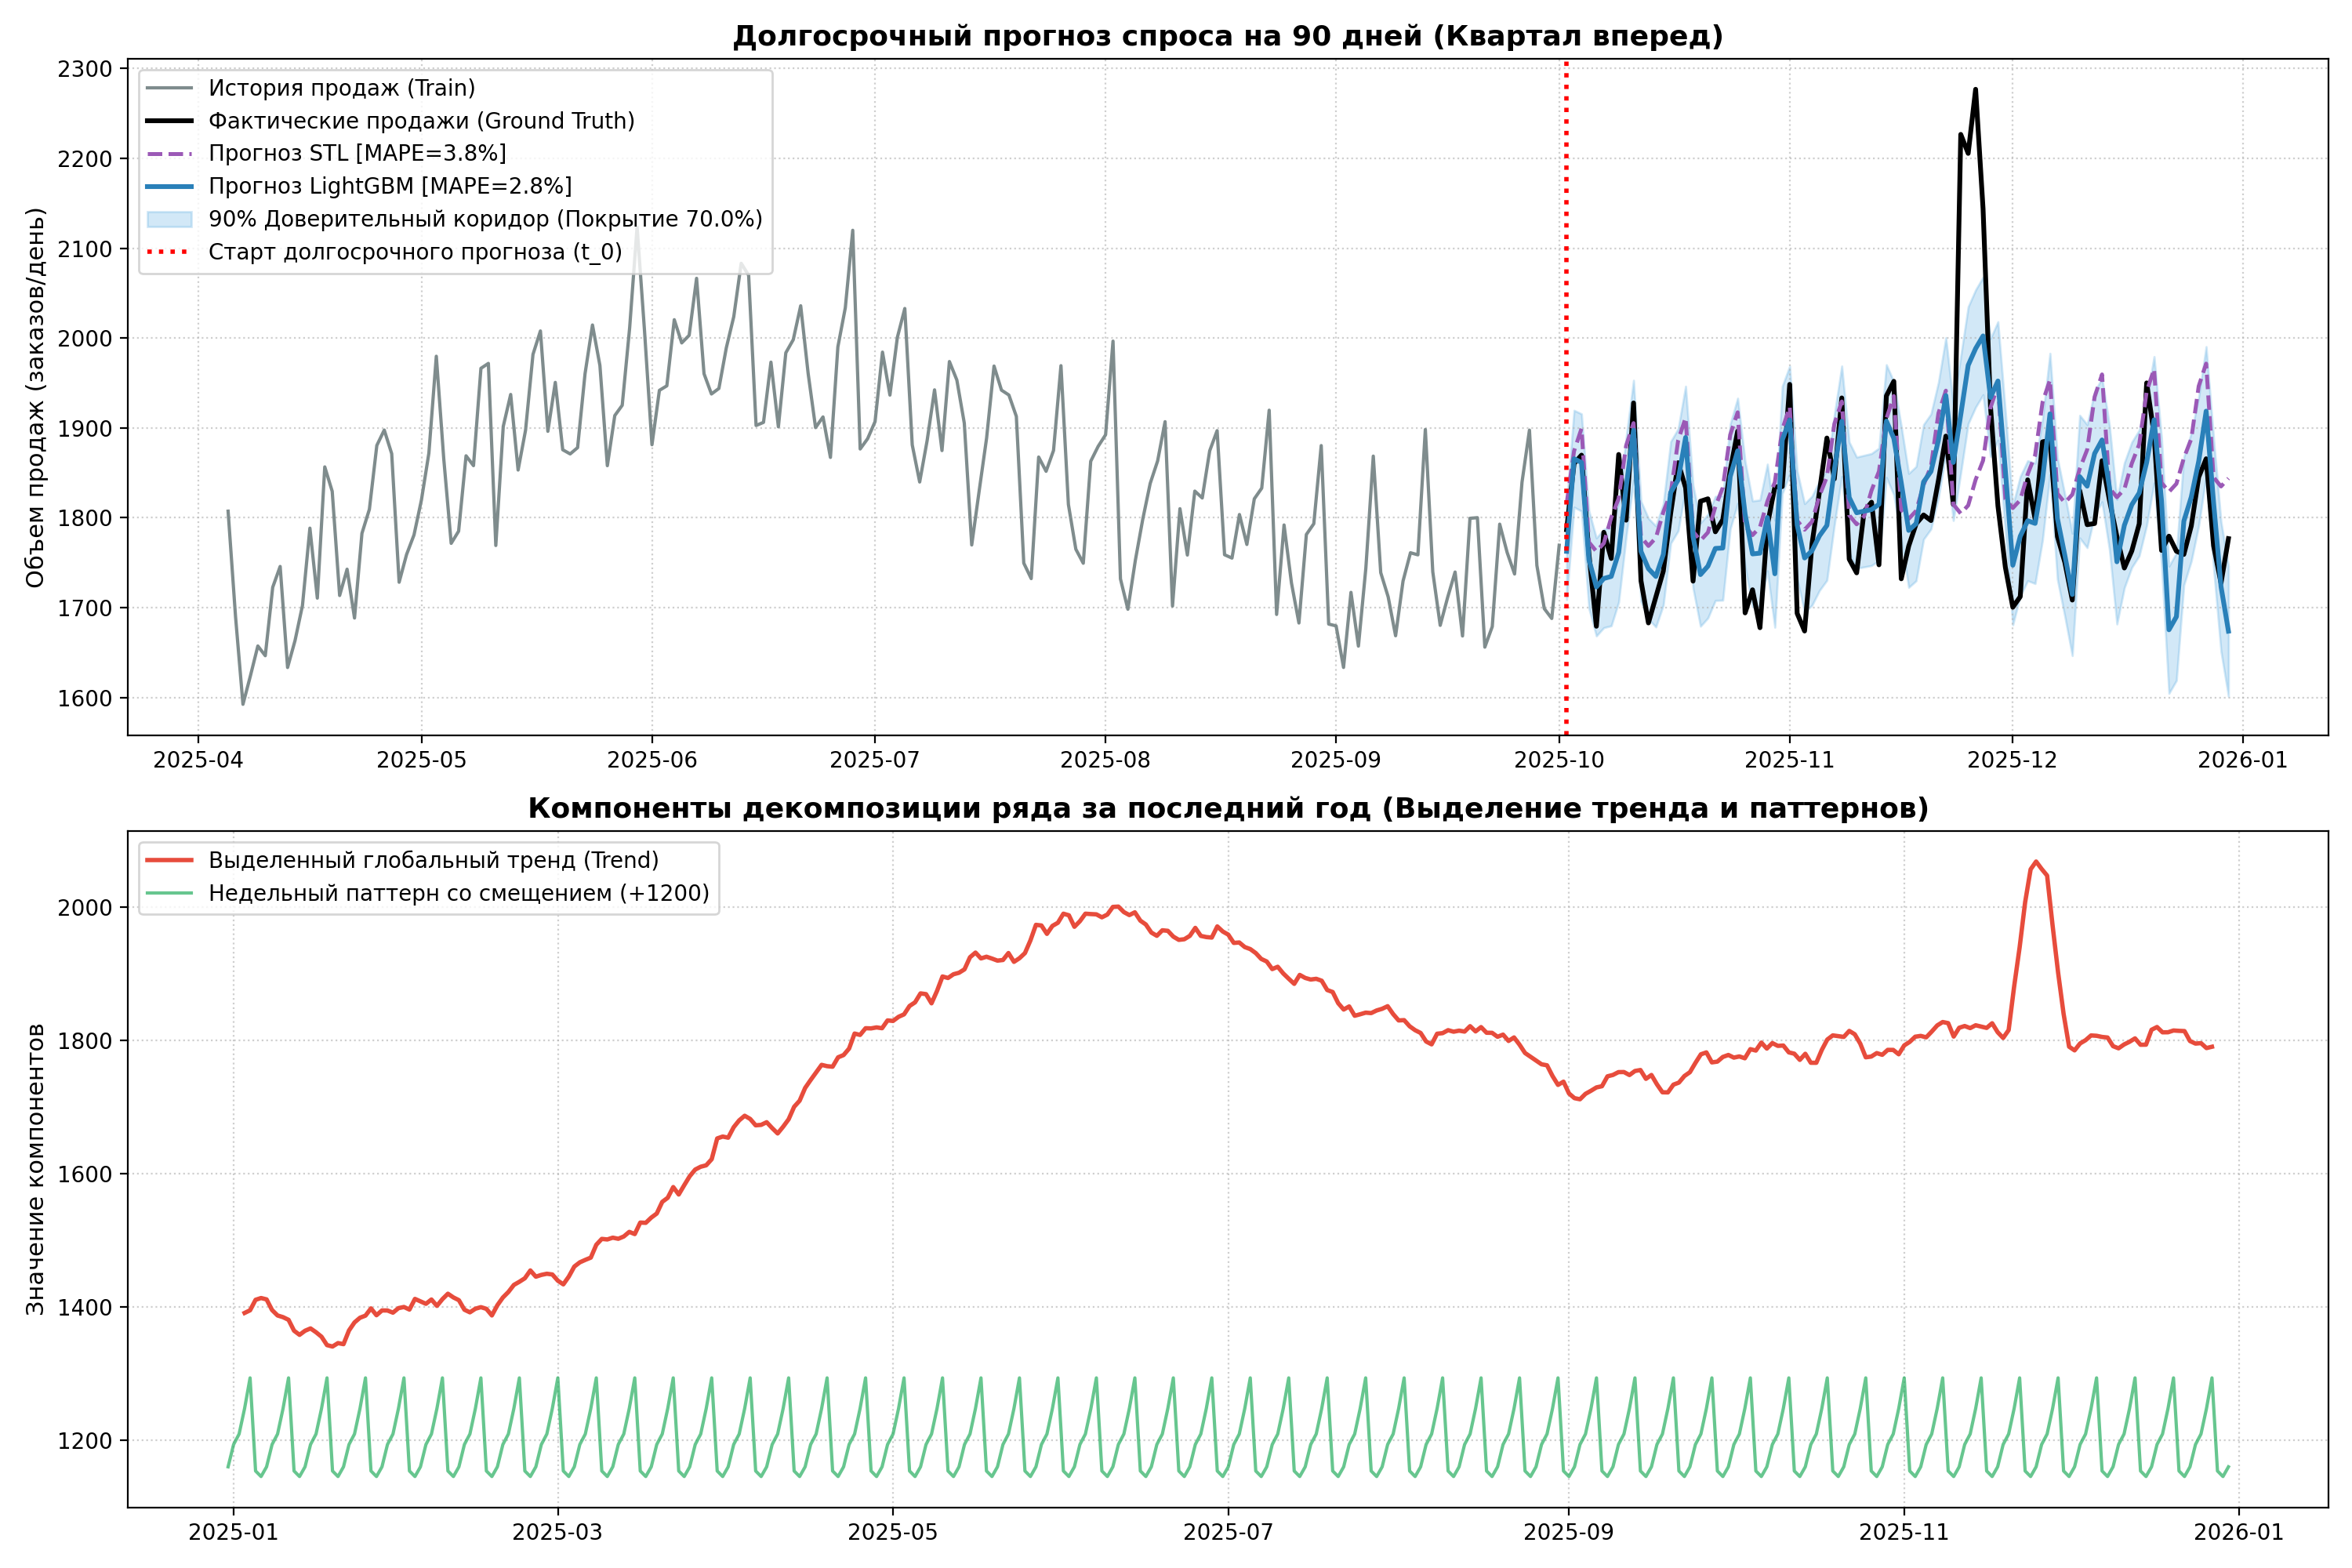 Долгосрочный прогноз спроса на 90 дней (Квартал вперед)
Объем продаж (заказов/день)
2300
2200
2100
2000
1900
1800
1700
1600
История продаж (Train)
Фактические продажи (Ground Truth)
Прогноз STL [MAPE=3.8%]
Прогноз LightGBM [MAPE=2.8%]
90% Доверительный коридор (Покрытие 70.0%)
Старт долгосрочного прогноза (t_0)
2025-04 2025-05 2025-06 2025-07 2025-08 2025-09 2025-10 2025-11 2025-12 2026-01
Компоненты декомпозиции ряда за последний год (Выделение тренда и паттернов)
Значение компонентов
2000
1800
1600
1400
1200
Выделенный глобальный тренд (Trend)
Недельный паттерн со смещением (+1200)
2025-01 2025-03 2025-05 2025-07 2025-09 2025-11 2026-01